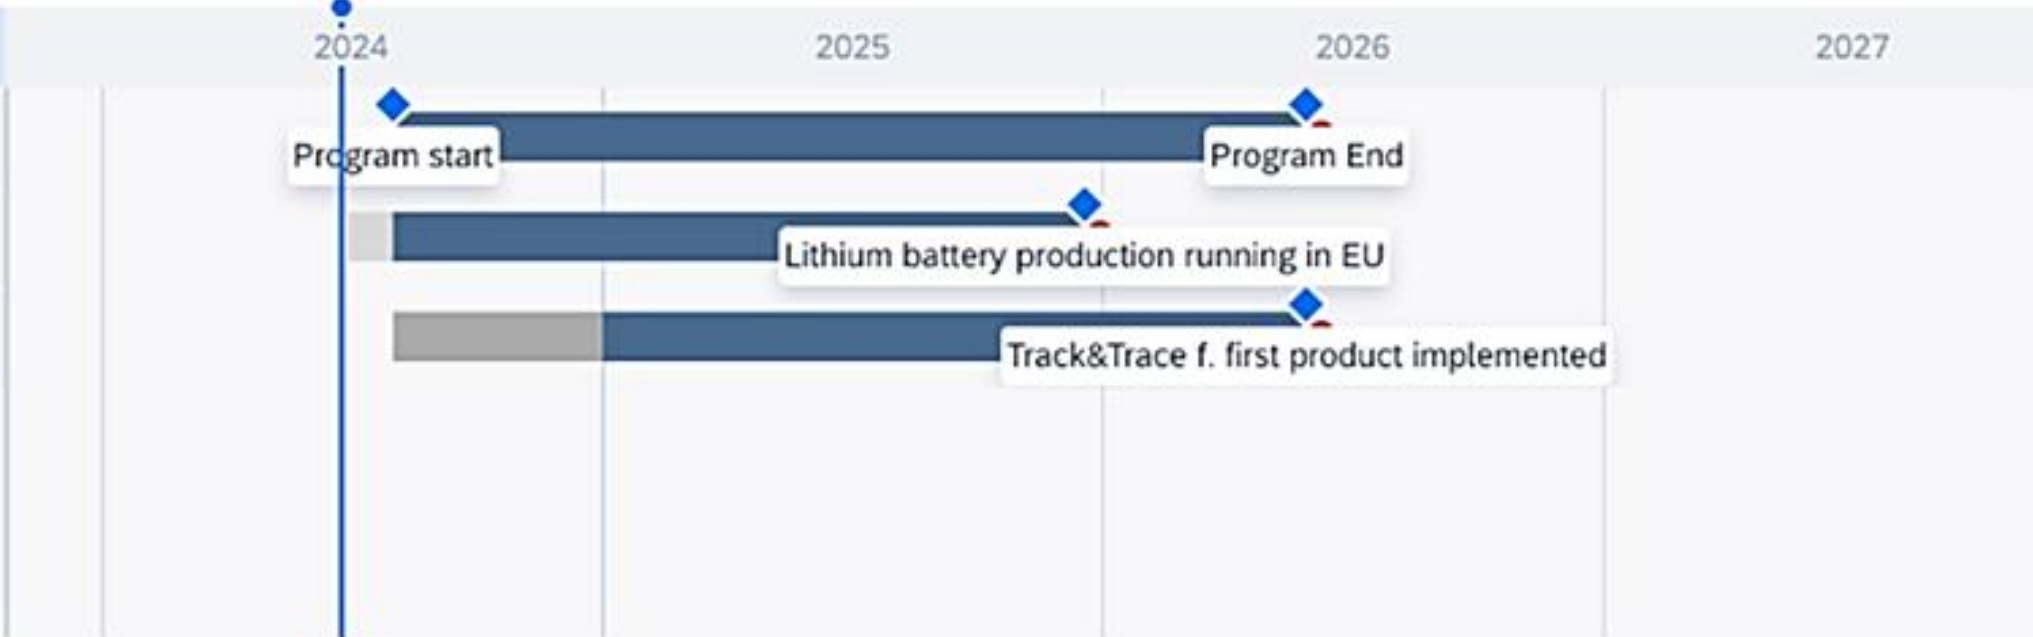 2024 2025 2026 2027
Program start Program End
Lithium battery production running in EU
Track&Trace f. first product implemented